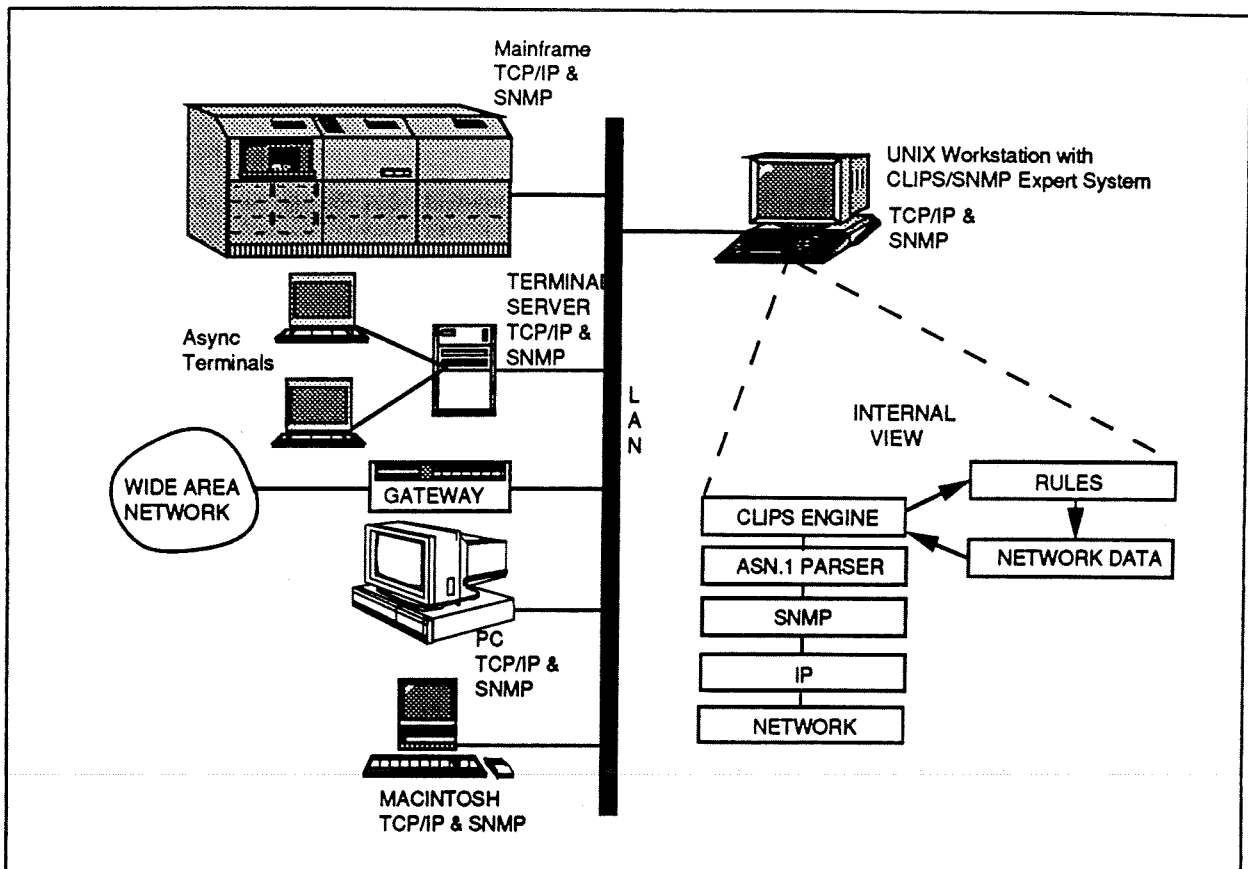 Mainframe
TCP/IP &
SNMP
UNIX Workstation with
CLIPS/SNMP Expert System
TCP/IP &
SNMP
TERMINAL
SERVER
TCP/IP &
SNMP
Async
Terminals
L
A
N
INTERNAL
VIEW
WIDE AREA
NETWORK
GATEWAY
RULES
CLIPS ENGINE
NETWORK DATA
ASN.1 PARSER
SNMP
IP
NETWORK
PC
TCP/IP &
SNMP
MACINTOSH
TCP/IP & SNMP